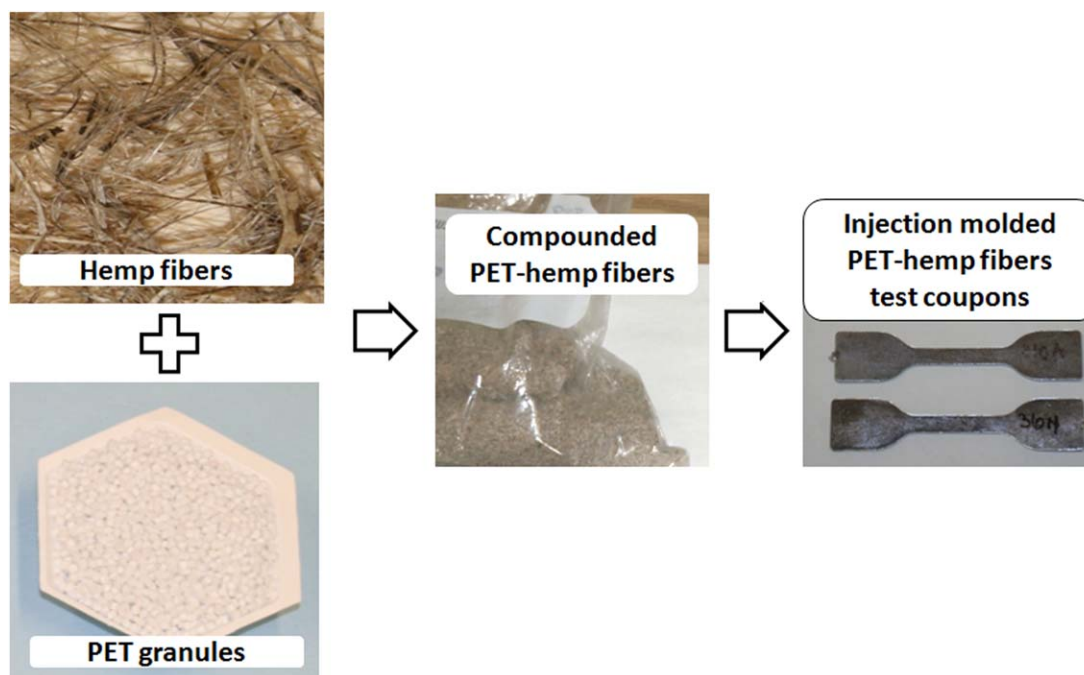 Hemp fibers
PET granules
Compounded
PET-hemp fibers
Injection molded
PET-hemp fibers
test coupons